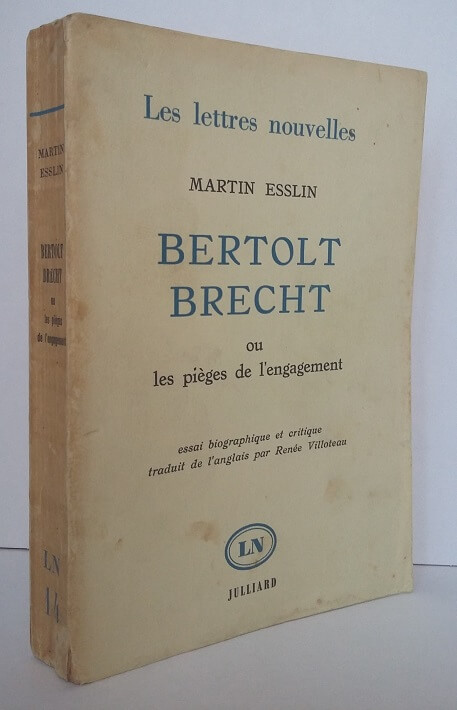 Les lettres nouvelles
MARTIN ESSLIN
BERTOLT
BRECHT
ou
les pièges de l'engagement
essai biographique et critique
traduit de l'anglais par Renée Villoteau
LN
JULLIARD
MARTIN
ESSLIN
BERTOLT
BRECHT
ou
les pièges
de l'engagement
LN
14